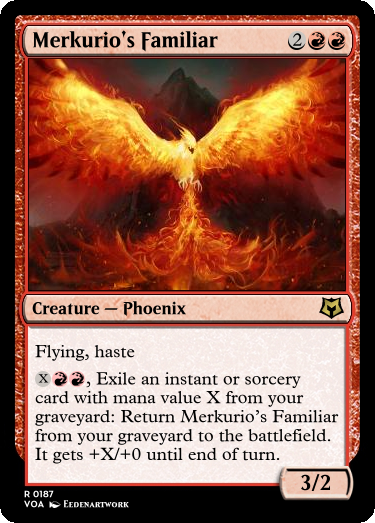 Merkurio's Familiar 2
Creature — Phoenix
Flying, haste
X, Exile an instant or sorcery
card with mana value X from your
graveyard: Return Merkurio's Familiar
from your graveyard to the battlefield.
It gets +X/+0 until end of turn.
3/2
R 0187
VOA EEDENARTWORK